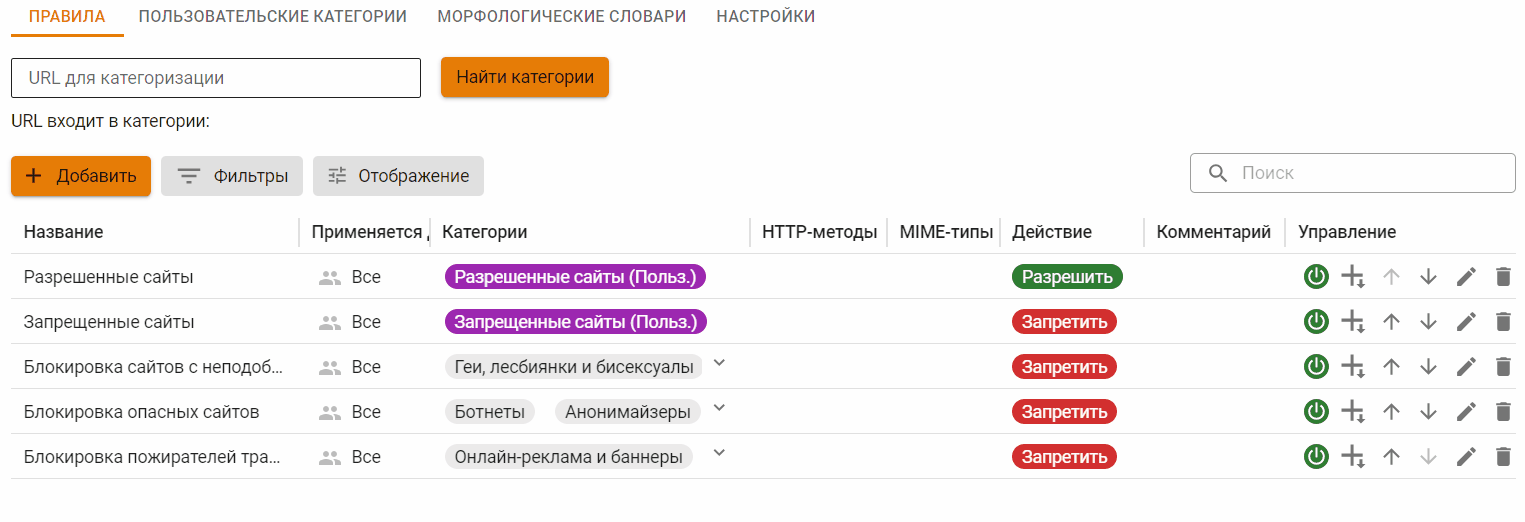 ПРАВИЛА ПОЛЬЗОВАТЕЛЬСКИЕ КАТЕГОРИИ МОРФОЛОГИЧЕСКИЕ СЛОВАРИ НАСТРОЙКИ
URL для категоризации Найти категории
URL входит в категории:
Добавить Фильтры Отображение Поиск
Название Применяется Категории HTTP-методы MIME-типы Действие Комментарий Управление
Разрешенные сайты Все Разрешенные сайты (Польз.) Разрешить
Запрещенные сайты Все Запрещенные сайты (Польз.) Запретить
Блокировка сайтов с неподоб... Все Геи, лесбиянки и бисексуалы Запретить
Блокировка опасных сайтов Все Ботнеты Анонимайзеры Запретить
Блокировка пожирателей тра... Все Онлайн-реклама и баннеры Запретить